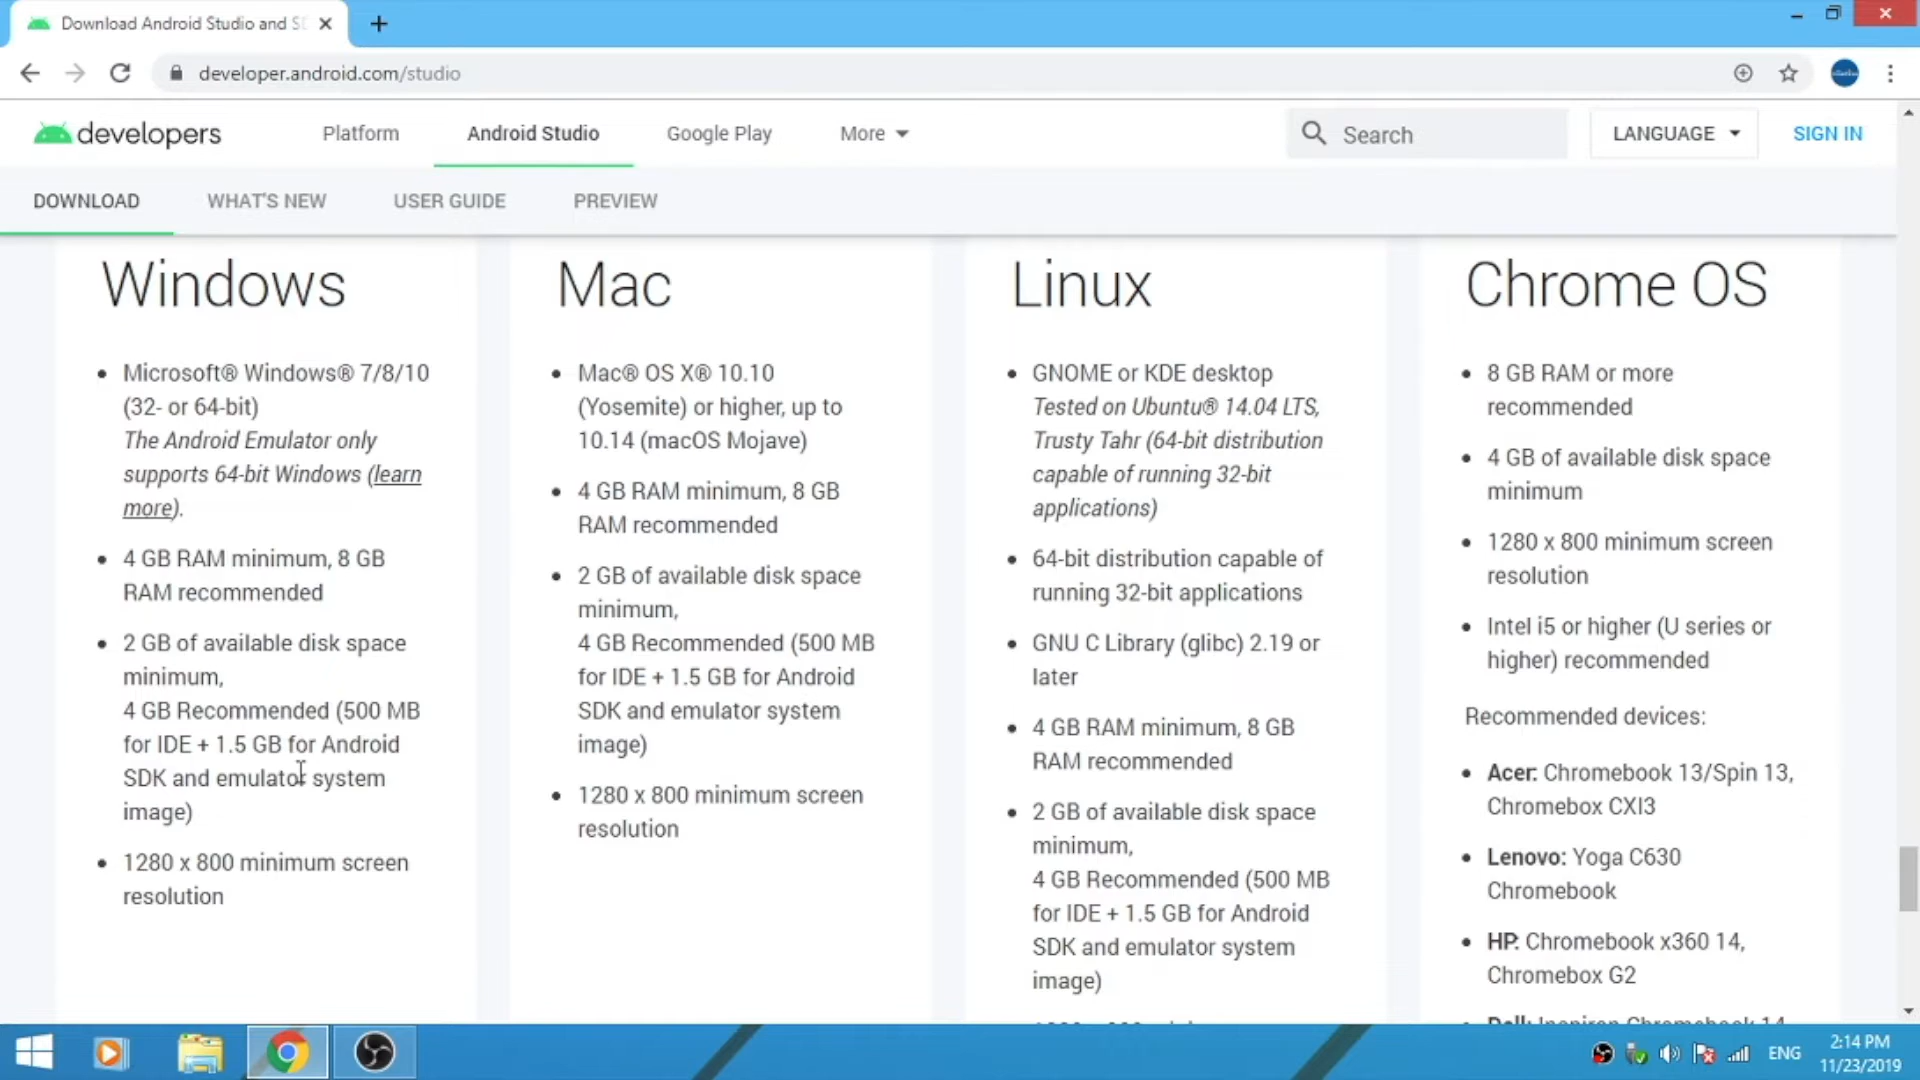 Download Android Studio and S
developer.android.com/studio
developers
Platform
Android Studio
Google Play
More
Search
LANGUAGE
SIGN IN
DOWNLOAD
WHAT'S NEW
USER GUIDE
PREVIEW
Windows
• Microsoft® Windows® 7/8/10
(32- or 64-bit)
The Android Emulator only
supports 64-bit Windows (learn
more).
• 4 GB RAM minimum, 8 GB
RAM recommended
• 2 GB of available disk space
minimum,
4 GB Recommended (500 MB
for IDE + 1.5 GB for Android
SDK and emulator system
image)
• 1280 x 800 minimum screen
resolution
Mac
• Mac® OS X® 10.10
(Yosemite) or higher, up to
10.14 (macOS Mojave)
• 4 GB RAM minimum, 8 GB
RAM recommended
• 2 GB of available disk space
minimum,
4 GB Recommended (500 MB
for IDE + 1.5 GB for Android
SDK and emulator system
image)
• 1280 x 800 minimum screen
resolution
Linux
• GNOME or KDE desktop
Tested on Ubuntu® 14.04 LTS,
Trusty Tahr (64-bit distribution
capable of running 32-bit
applications)
• 64-bit distribution capable of
running 32-bit applications
• GNU C Library (glibc) 2.19 or
later
• 4 GB RAM minimum, 8 GB
RAM recommended
• 2 GB of available disk space
minimum,
4 GB Recommended (500 MB
for IDE + 1.5 GB for Android
SDK and emulator system
image)
Chrome OS
• 8 GB RAM or more
recommended
• 4 GB of available disk space
minimum
• 1280 x 800 minimum screen
resolution
• Intel i5 or higher (U series or
higher) recommended
Recommended devices:
• Acer: Chromebook 13/Spin 13,
Chromebox CXI3
• Lenovo: Yoga C630
Chromebook
• HP: Chromebook x360 14,
Chromebox G2
• Dell: Inspiron Chromebook 14
ENG
2:14 PM
11/23/2019